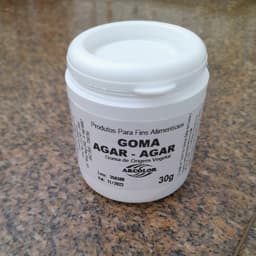 Produtos Para Fins Alimentícios
GOMA
AGAR - AGAR
Goma de Origem Vegetal
ARCOLOR
30g